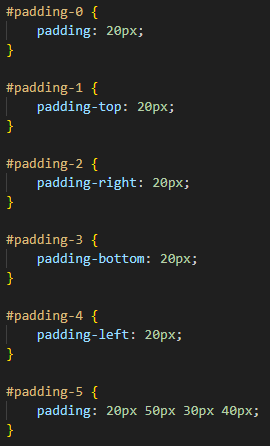 #padding-0 {
    padding: 20px;
}

#padding-1 {
    padding-top: 20px;
}

#padding-2 {
    padding-right: 20px;
}

#padding-3 {
    padding-bottom: 20px;
}

#padding-4 {
    padding-left: 20px;
}

#padding-5 {
    padding: 20px 50px 30px 40px;
}